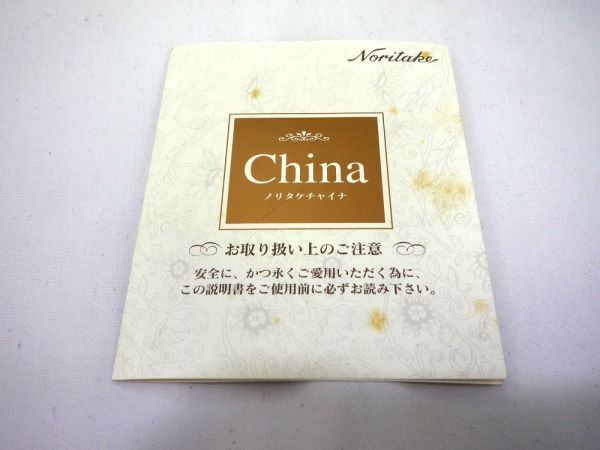 Noritake
China
ノリタケチャイナ
お取り扱い上のご注意
安全に、かつ永くご愛用いただく為に、
この説明書をご使用前に必ずお読み下さい。